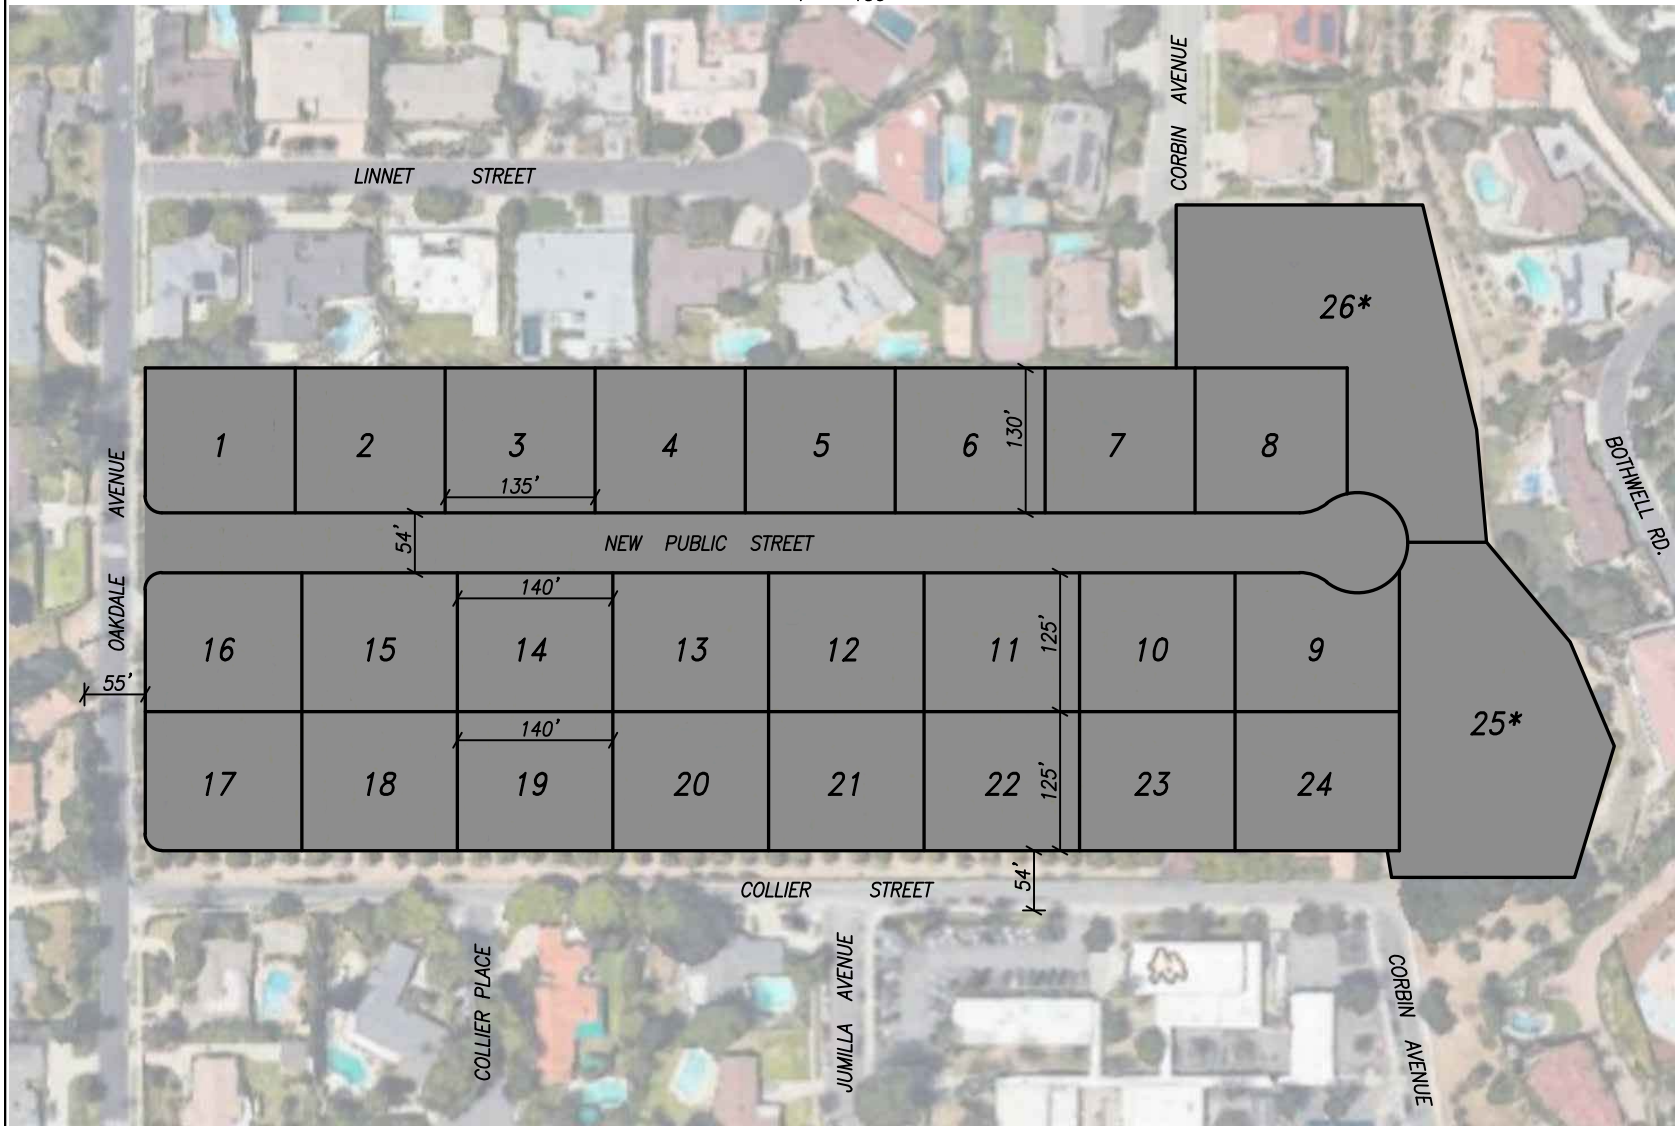 LINNET STREET
CORBIN AVENUE
26*
1 2 3 4 5 6 7 8
135'
130'
54'
NEW PUBLIC STREET
OAKDALE AVENUE
BOTHWELL RD.
140'
16 15 14 13 12 11 10 9
125'
55'
25*
140'
17 18 19 20 21 22 23 24
125'
54'
COLLIER STREET
COLLIER PLACE
JUMILLA AVENUE
CORBIN AVENUE